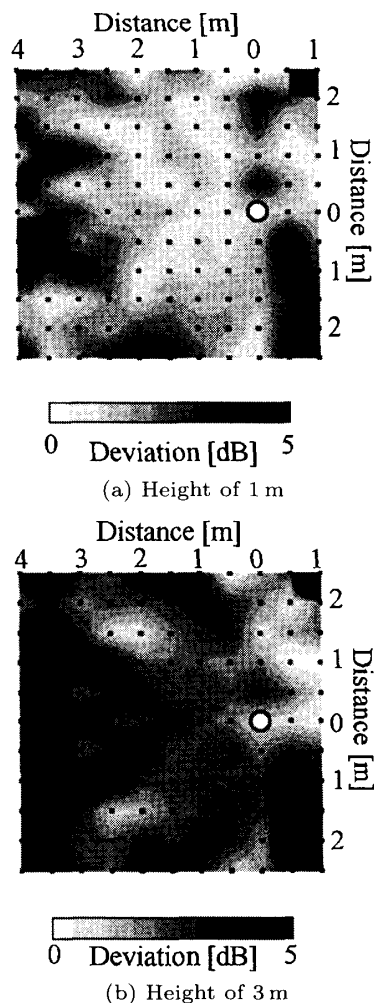 Distance [m]
4 3 2 1 0 1
2
1
0
1
2
Distance [m]
0 5
Deviation [dB]
(a) Height of 1 m
Distance [m]
4 3 2 1 0 1
2
1
0
1
2
Distance [m]
0 5
Deviation [dB]
(b) Height of 3 m